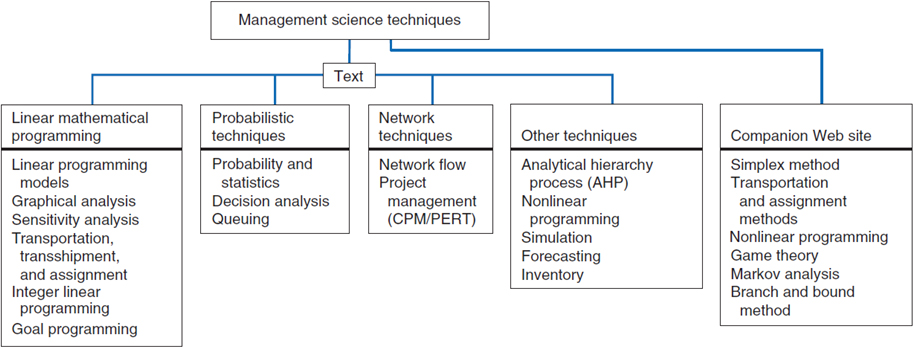 Management science techniques
Text
Linear mathematical
programming
Linear programming
models
Graphical analysis
Sensitivity analysis
Transportation,
transshipment,
and assignment
Integer linear
programming
Goal programming
Probabilistic
techniques
Probability and
statistics
Decision analysis
Queuing
Network
techniques
Network flow
Project
management
(CPM/PERT)
Other techniques
Analytical hierarchy
process (AHP)
Nonlinear
programming
Simulation
Forecasting
Inventory
Companion Web site
Simplex method
Transportation
and assignment
methods
Nonlinear programming
Game theory
Markov analysis
Branch and bound
method